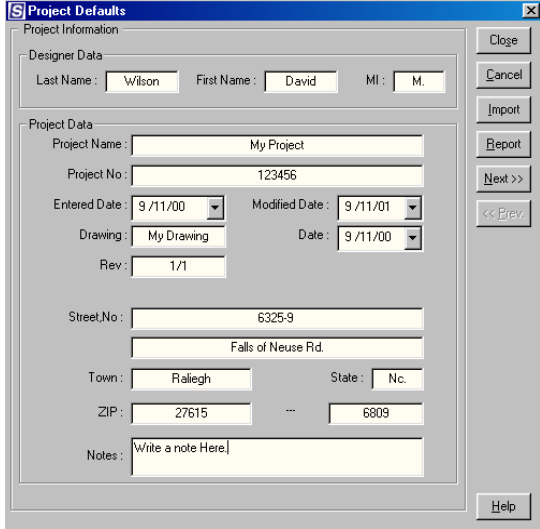 S Project Defaults
Project Information
Close
Designer Data
Last Name : Wilson First Name : David MI : M.
Cancel
Import
Project Data
Project Name : My Project
Report
Project No : 123456
Next >>
Entered Date : 9 /11/00 Modified Date : 9 /11/01
<< Prev.
Drawing : My Drawing Date : 9 /11/00
Rev : 1/1
Street,No : 6325-9
Falls of Neuse Rd.
Town : Raliegh State : Nc.
ZIP : 27615 --- 6809
Notes : Write a note Here.
Help